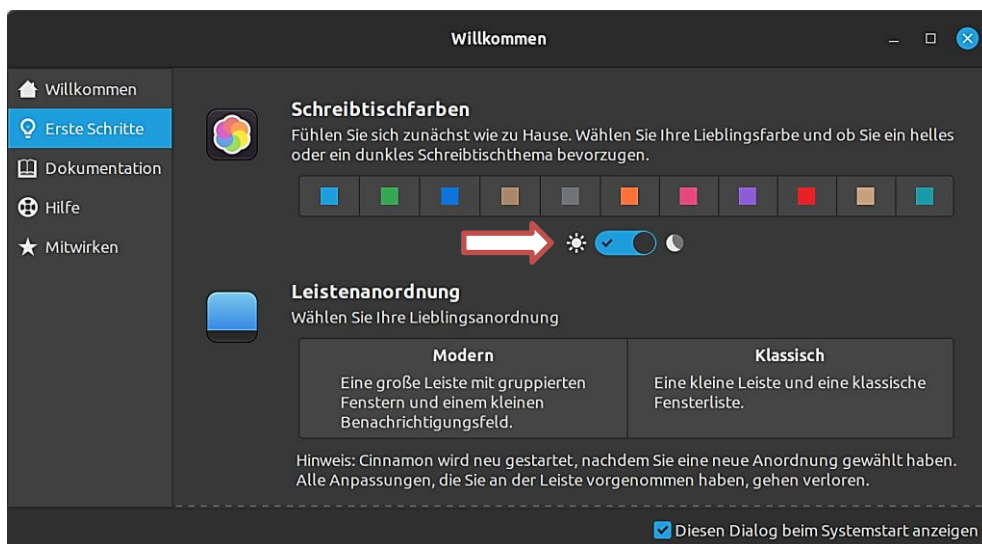 Willkommen
Willkommen
Erste Schritte
Dokumentation
Hilfe
Mitwirken
Schreibtischfarben
Fühlen Sie sich zunächst wie zu Hause. Wählen Sie Ihre Lieblingsfarbe und ob Sie ein helles
oder ein dunkles Schreibtischthema bevorzugen.
Leistenanordnung
Wählen Sie Ihre Lieblingsanordnung
Modern
Eine große Leiste mit gruppierten
Fenstern und einem kleinen
Benachrichtigungsfeld.
Klassisch
Eine kleine Leiste und eine klassische
Fensterliste.
Hinweis: Cinnamon wird neu gestartet, nachdem Sie eine neue Anordnung gewählt haben.
Alle Anpassungen, die Sie an der Leiste vorgenommen haben, gehen verloren.
Diesen Dialog beim Systemstart anzeigen